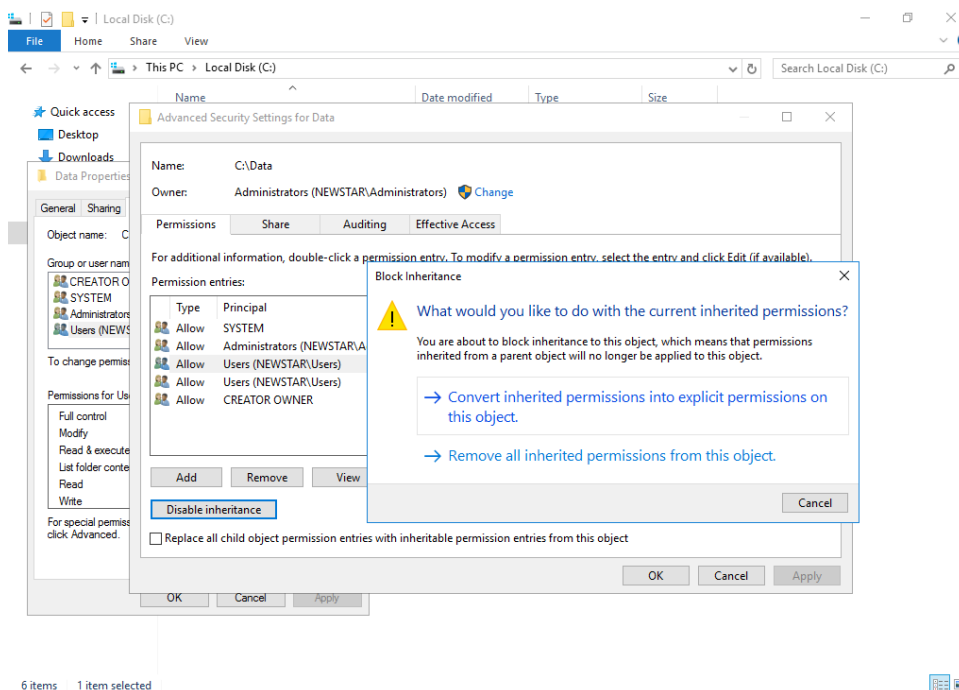 Local Disk (C:)
File Home Share View
This PC Local Disk (C:) Search Local Disk (C:)
Name Date modified Type Size
Quick access
Desktop
Downloads
Advanced Security Settings for Data
Data Properties
General Sharing
Object name: C
Group or user nam
CREATOR O
SYSTEM
Administrators
Users (NEWS
To change permiss
Permissions for Us
Full control
Modify
Read & execute
List folder conte
Read
Write
For special permiss
click Advanced.
OK Cancel Apply
Name: C:\Data
Owner: Administrators (NEWSTAR\Administrators) Change
Permissions Share Auditing Effective Access
For additional information, double-click a permission entry. To modify a permission entry, select the entry and click Edit (if available).
Permission entries:
Type Principal
Allow SYSTEM
Allow Administrators (NEWSTAR\A
Allow Users (NEWSTAR\Users)
Allow Users (NEWSTAR\Users)
Allow CREATOR OWNER
Add Remove View
Disable inheritance
Replace all child object permission entries with inheritable permission entries from this object
OK Cancel Apply
Block Inheritance
What would you like to do with the current inherited permissions?
You are about to block inheritance to this object, which means that permissions
inherited from a parent object will no longer be applied to this object.
Convert inherited permissions into explicit permissions on
this object.
Remove all inherited permissions from this object.
Cancel
6 items 1 item selected